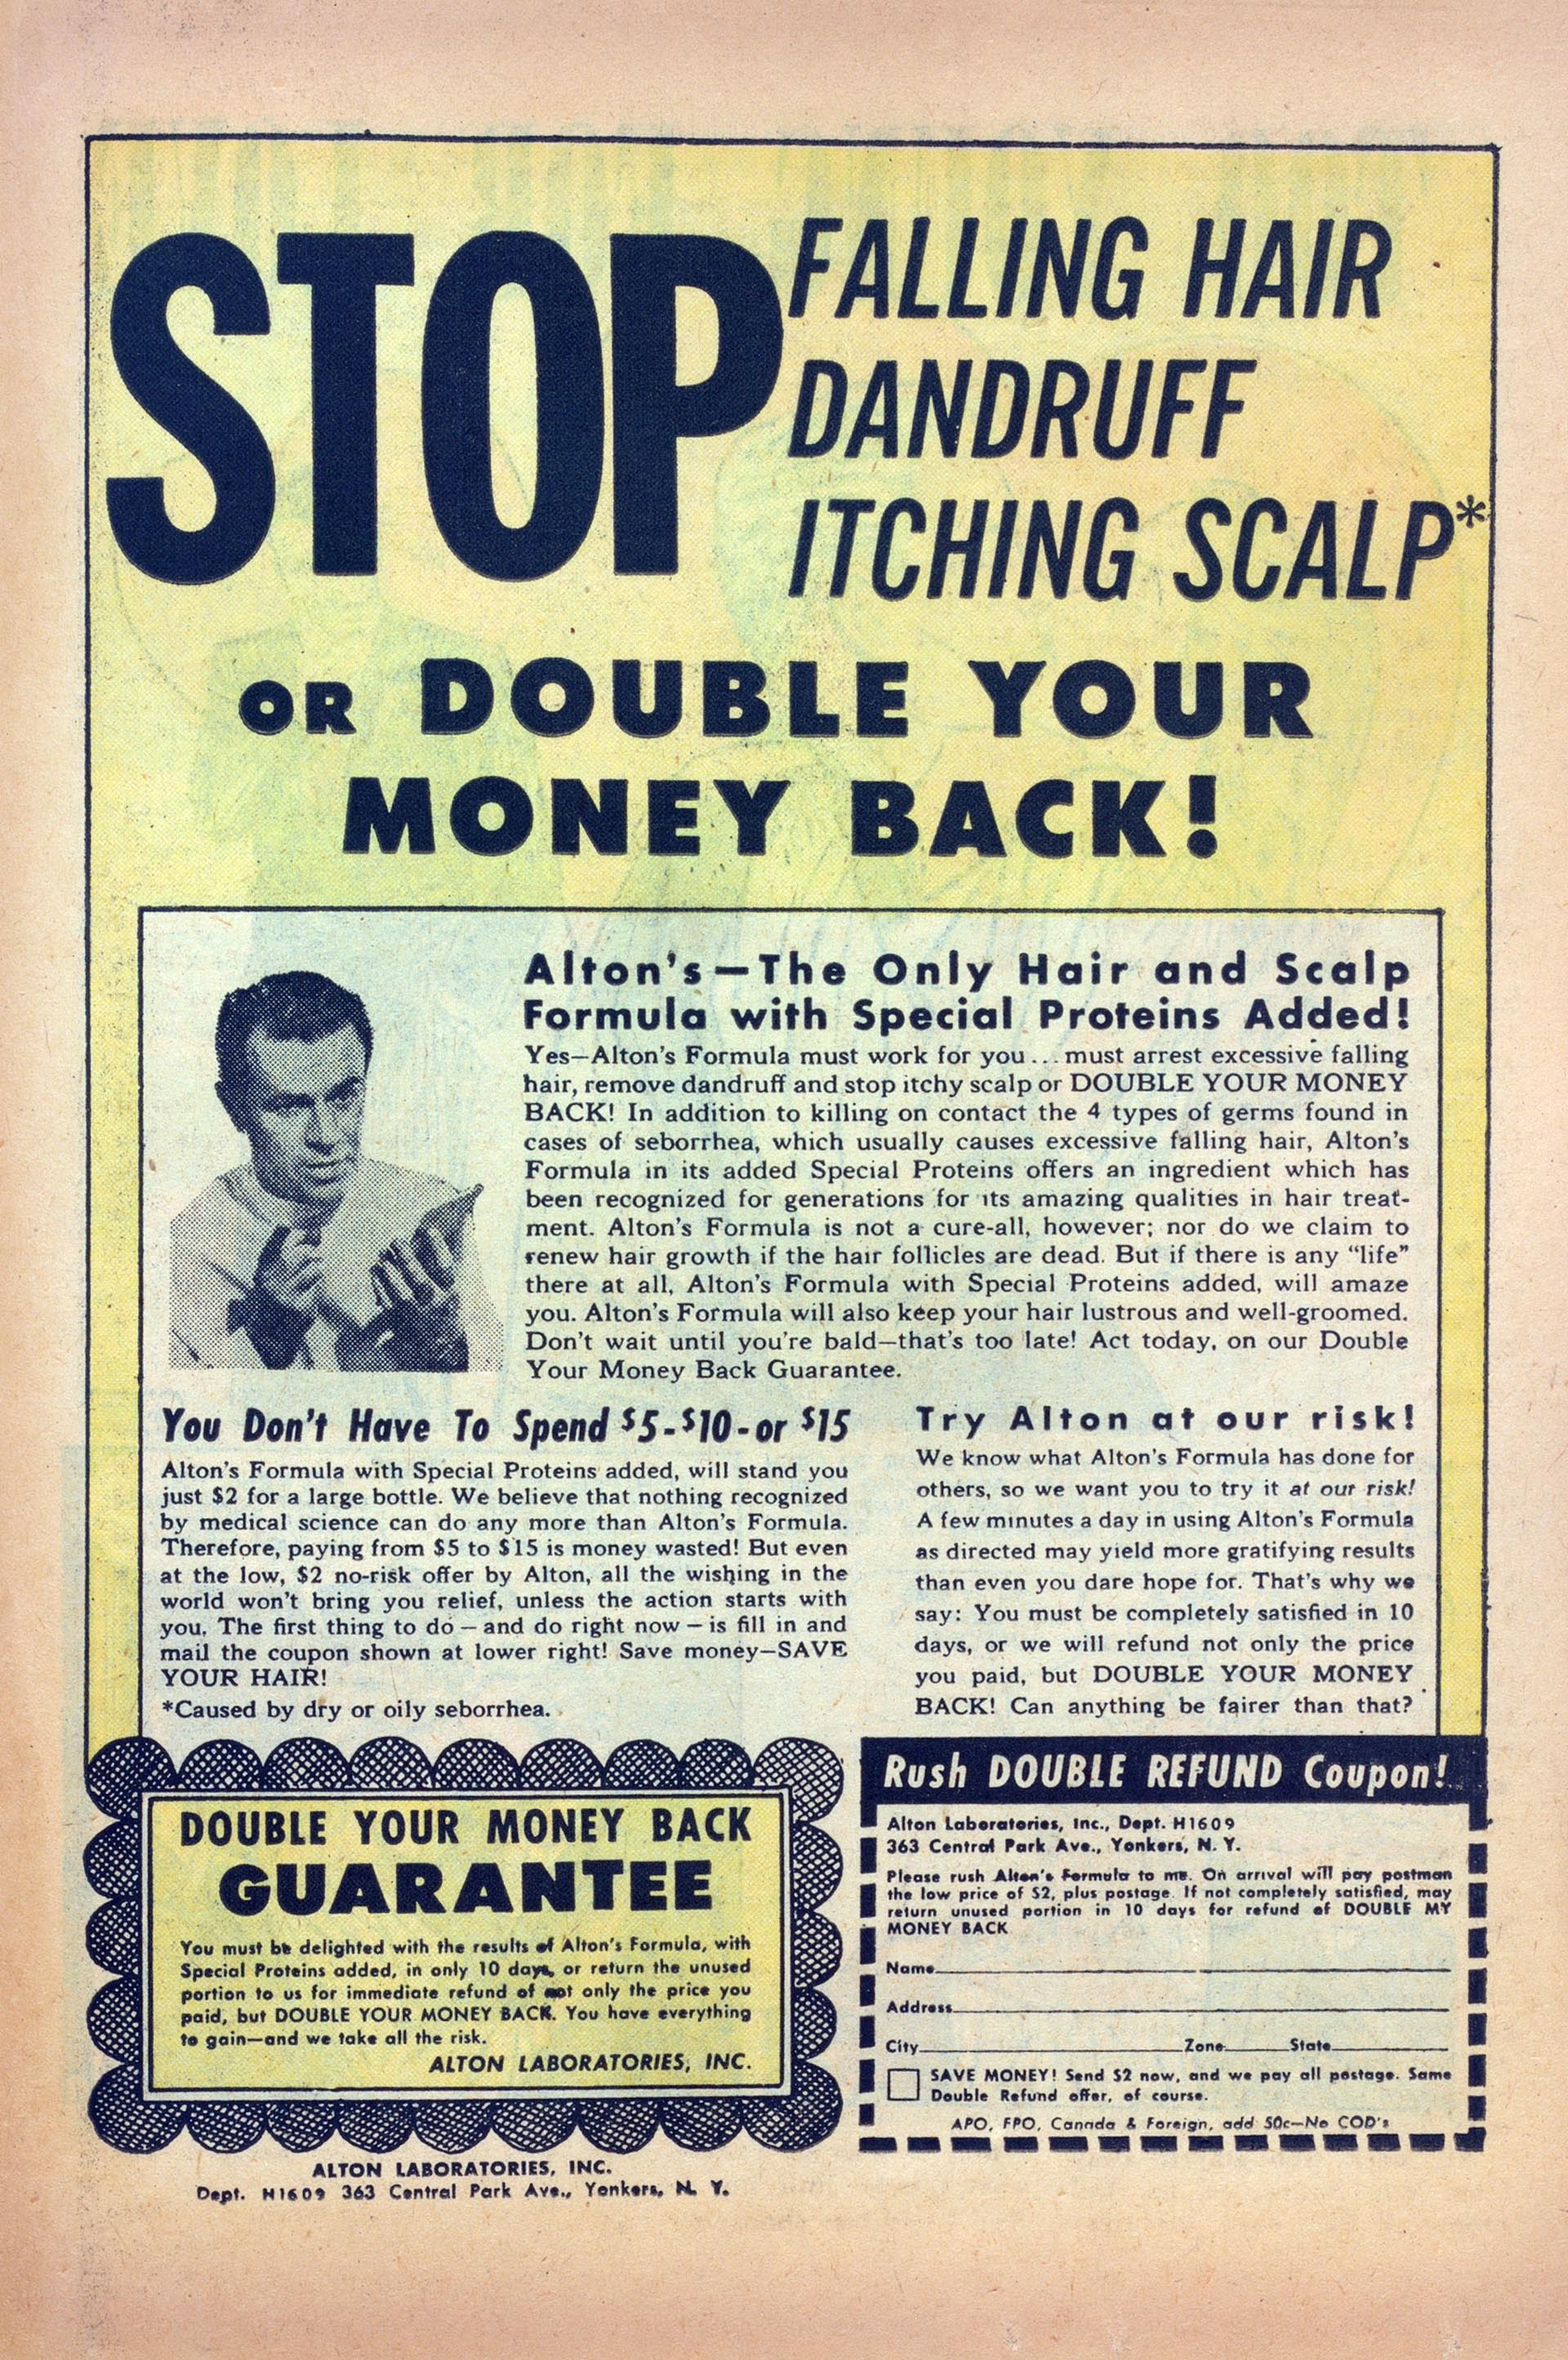 STOP
FALLING HAIR
DANDRUFF
ITCHING SCALP*
OR DOUBLE YOUR
MONEY BACK!
Alton's—The Only Hair and Scalp
Formula with Special Proteins Added!
Yes—Alton's Formula must work for you...must arrest excessive falling
hair, remove dandruff and stop itchy scalp or DOUBLE YOUR MONEY
BACK! In addition to killing on contact the 4 types of germs found in
cases of seborrhea, which usually causes excessive falling hair, Alton's
Formula in its added Special Proteins offers an ingredient which has
been recognized for generations for its amazing qualities in hair treat-
ment. Alton's Formula is not a cure-all, however; nor do we claim to
renew hair growth if the hair follicles are dead. But if there is any "life"
there at all, Alton's Formula with Special Proteins added, will amaze
you. Alton's Formula will also keep your hair lustrous and well-groomed.
Don't wait until you're bald—that's too late! Act today, on our Double
Your Money Back Guarantee.
You Don't Have To Spend $5-$10-or $15
Alton's Formula with Special Proteins added, will stand you
just $2 for a large bottle. We believe that nothing recognized
by medical science can do any more than Alton's Formula.
Therefore, paying from $5 to $15 is money wasted! But even
at the low, $2 no-risk offer by Alton, all the wishing in the
world won't bring you relief, unless the action starts with
you. The first thing to do — and do right now — is fill in and
mail the coupon shown at lower right! Save money—SAVE
YOUR HAIR!
*Caused by dry or oily seborrhea.
Try Alton at our risk!
We know what Alton's Formula has done for
others, so we want you to try it at our risk!
A few minutes a day in using Alton's Formula
as directed may yield more gratifying results
than even you dare hope for. That's why we
say: You must be completely satisfied in 10
days, or we will refund not only the price
you paid, but DOUBLE YOUR MONEY
BACK! Can anything be fairer than that?
DOUBLE YOUR MONEY BACK
GUARANTEE
You must be delighted with the results of Alton's Formula, with
Special Proteins added, in only 10 days, or return the unused
portion to us for immediate refund of not only the price you
paid, but DOUBLE YOUR MONEY BACK. You have everything
to gain—and we take all the risk.
ALTON LABORATORIES, INC.
ALTON LABORATORIES, INC.
Dept. H1609 363 Central Park Ave., Yonkers, N. Y.
Rush DOUBLE REFUND Coupon!
Alton Laboratories, Inc., Dept. H1609
363 Central Park Ave., Yonkers, N. Y.
Please rush Alton's Formula to me. On arrival will pay postman
the low price of $2, plus postage. If not completely satisfied, may
return unused portion in 10 days for refund of DOUBLE MY
MONEY BACK
Name
Address
City Zone State
SAVE MONEY! Send $2 now, and we pay all postage. Same
Double Refund offer, of course.
APO, FPO, Canada & Foreign, add 50c—No COD's